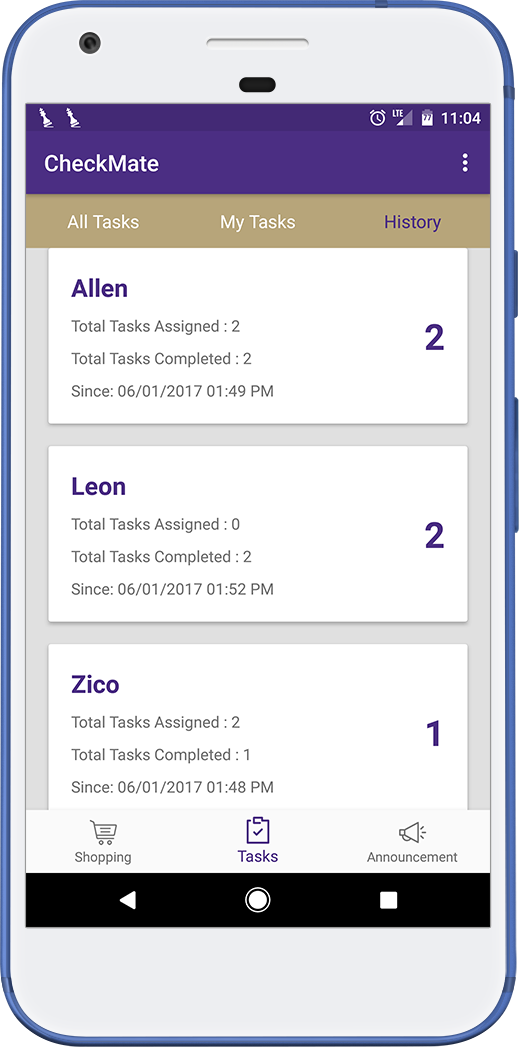 LTE 77 11:04
CheckMate
All Tasks My Tasks History
Allen
Total Tasks Assigned : 2
2
Total Tasks Completed : 2
Since: 06/01/2017 01:49 PM
Leon
Total Tasks Assigned : 0
2
Total Tasks Completed : 2
Since: 06/01/2017 01:52 PM
Zico
Total Tasks Assigned : 2
1
Total Tasks Completed : 1
Since: 06/01/2017 01:48 PM
Shopping Tasks Announcement